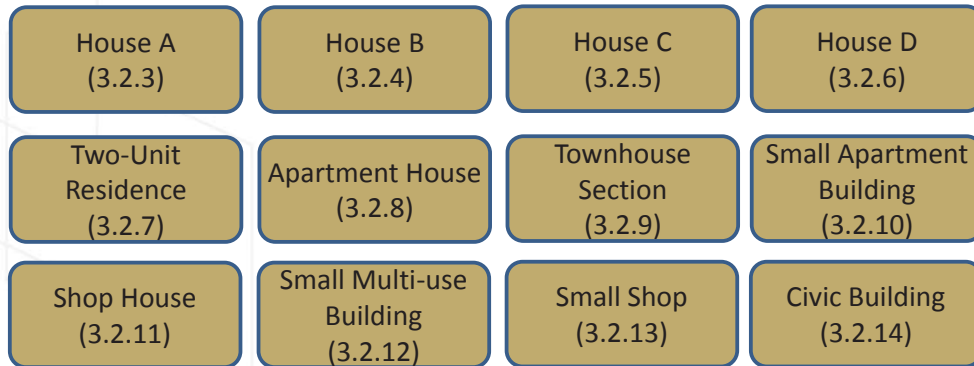 House A
(3.2.3)
House B
(3.2.4)
House C
(3.2.5)
House D
(3.2.6)
Two-Unit
Residence
(3.2.7)
Apartment House
(3.2.8)
Townhouse
Section
(3.2.9)
Small Apartment
Building
(3.2.10)
Shop House
(3.2.11)
Small Multi-use
Building
(3.2.12)
Small Shop
(3.2.13)
Civic Building
(3.2.14)